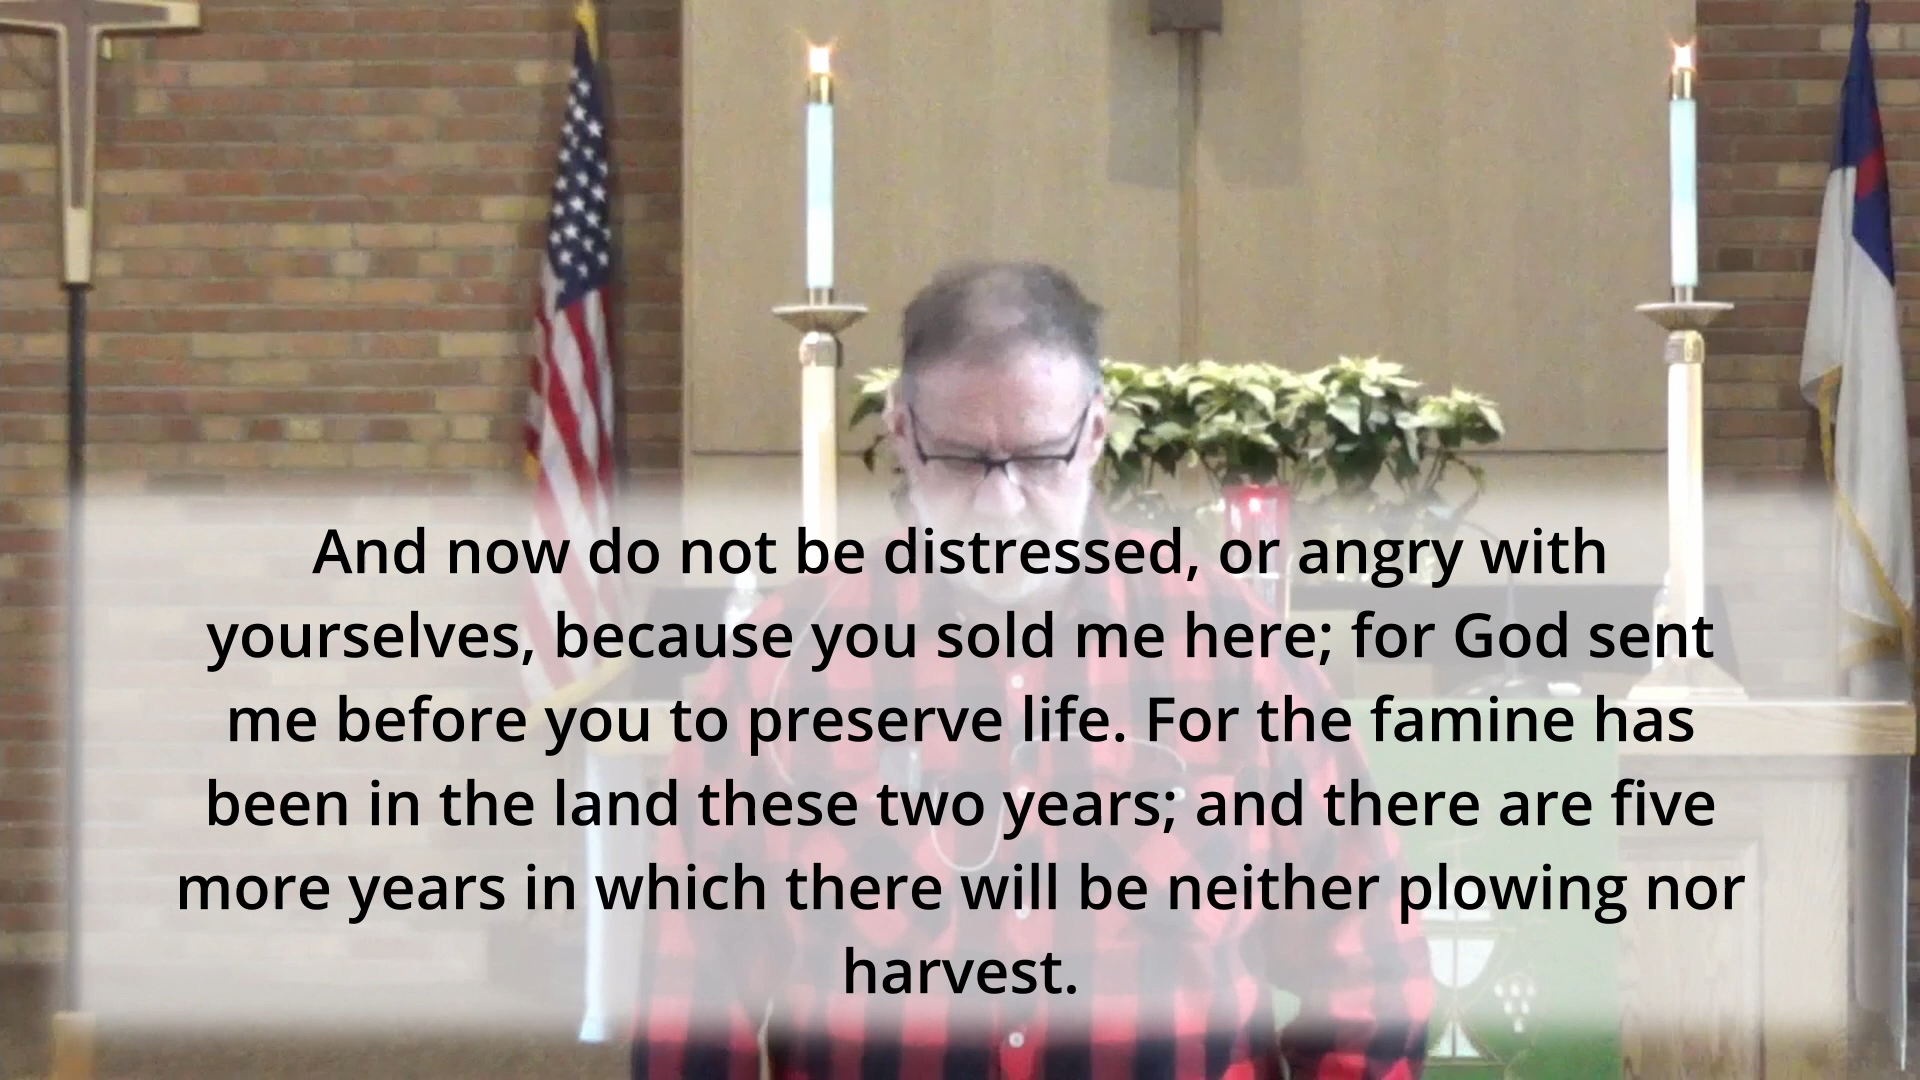 And now do not be distressed, or angry with
yourselves, because you sold me here; for God sent
me before you to preserve life. For the famine has
been in the land these two years; and there are five
more years in which there will be neither plowing nor
harvest.